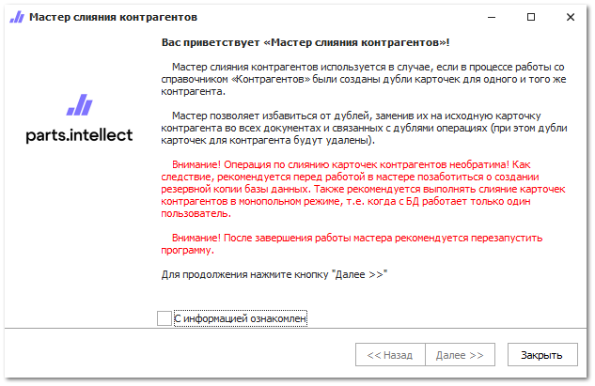 Мастер слияния контрагентов
Вас приветствует «Мастер слияния контрагентов»!
Мастер слияния контрагентов используется в случае, если в процессе работы со
справочником «Контрагентов» были созданы дубли карточек для одного и того же
контрагента.
Мастер позволяет избавиться от дублей, заменив их на исходную карточку
контрагента во всех документах и связанных с дублями операциях (при этом дубли
карточек для контрагента будут удалены).
parts.intellect
Внимание! Операция по слиянию карточек контрагентов необратима! Как
следствие, рекомендуется перед работой в мастере позаботиться о создании
резервной копии базы данных. Также рекомендуется выполнять слияние карточек
контрагентов в монопольном режиме, т.е. когда с БД работает только один
пользователь.
Внимание! После завершения работы мастера рекомендуется перезапустить
программу.
Для продолжения нажмите кнопку "Далее >>"
С информацией ознакомлен
<< Назад
Далее >>
Закрыть